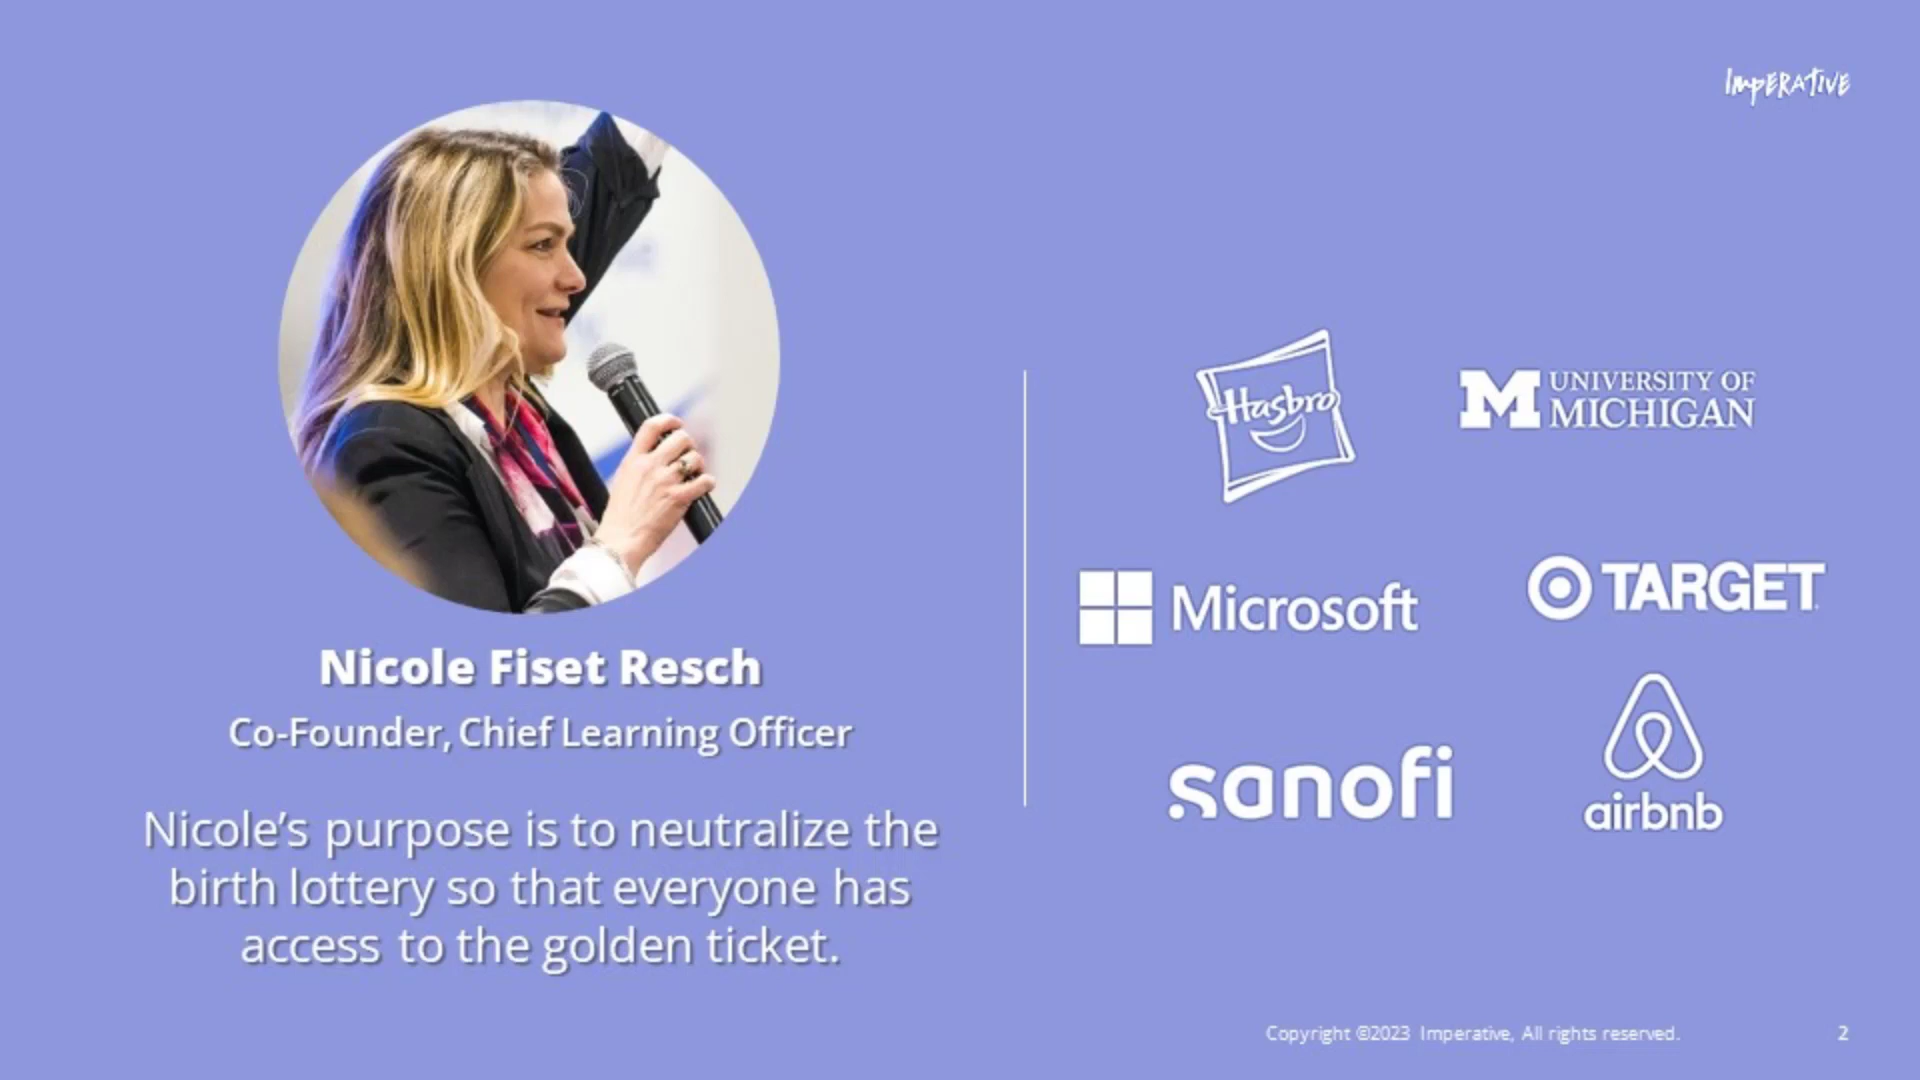 ImpERATIVE
Nicole Fiset Resch
Co-Founder, Chief Learning Officer
Nicole’s purpose is to neutralize the
birth lottery so that everyone has
access to the golden ticket.
Hasbro
M UNIVERSITY OF
MICHIGAN
Microsoft
TARGET
sanofi
airbnb
Copyright ©2023 Imperative, All rights reserved.
2